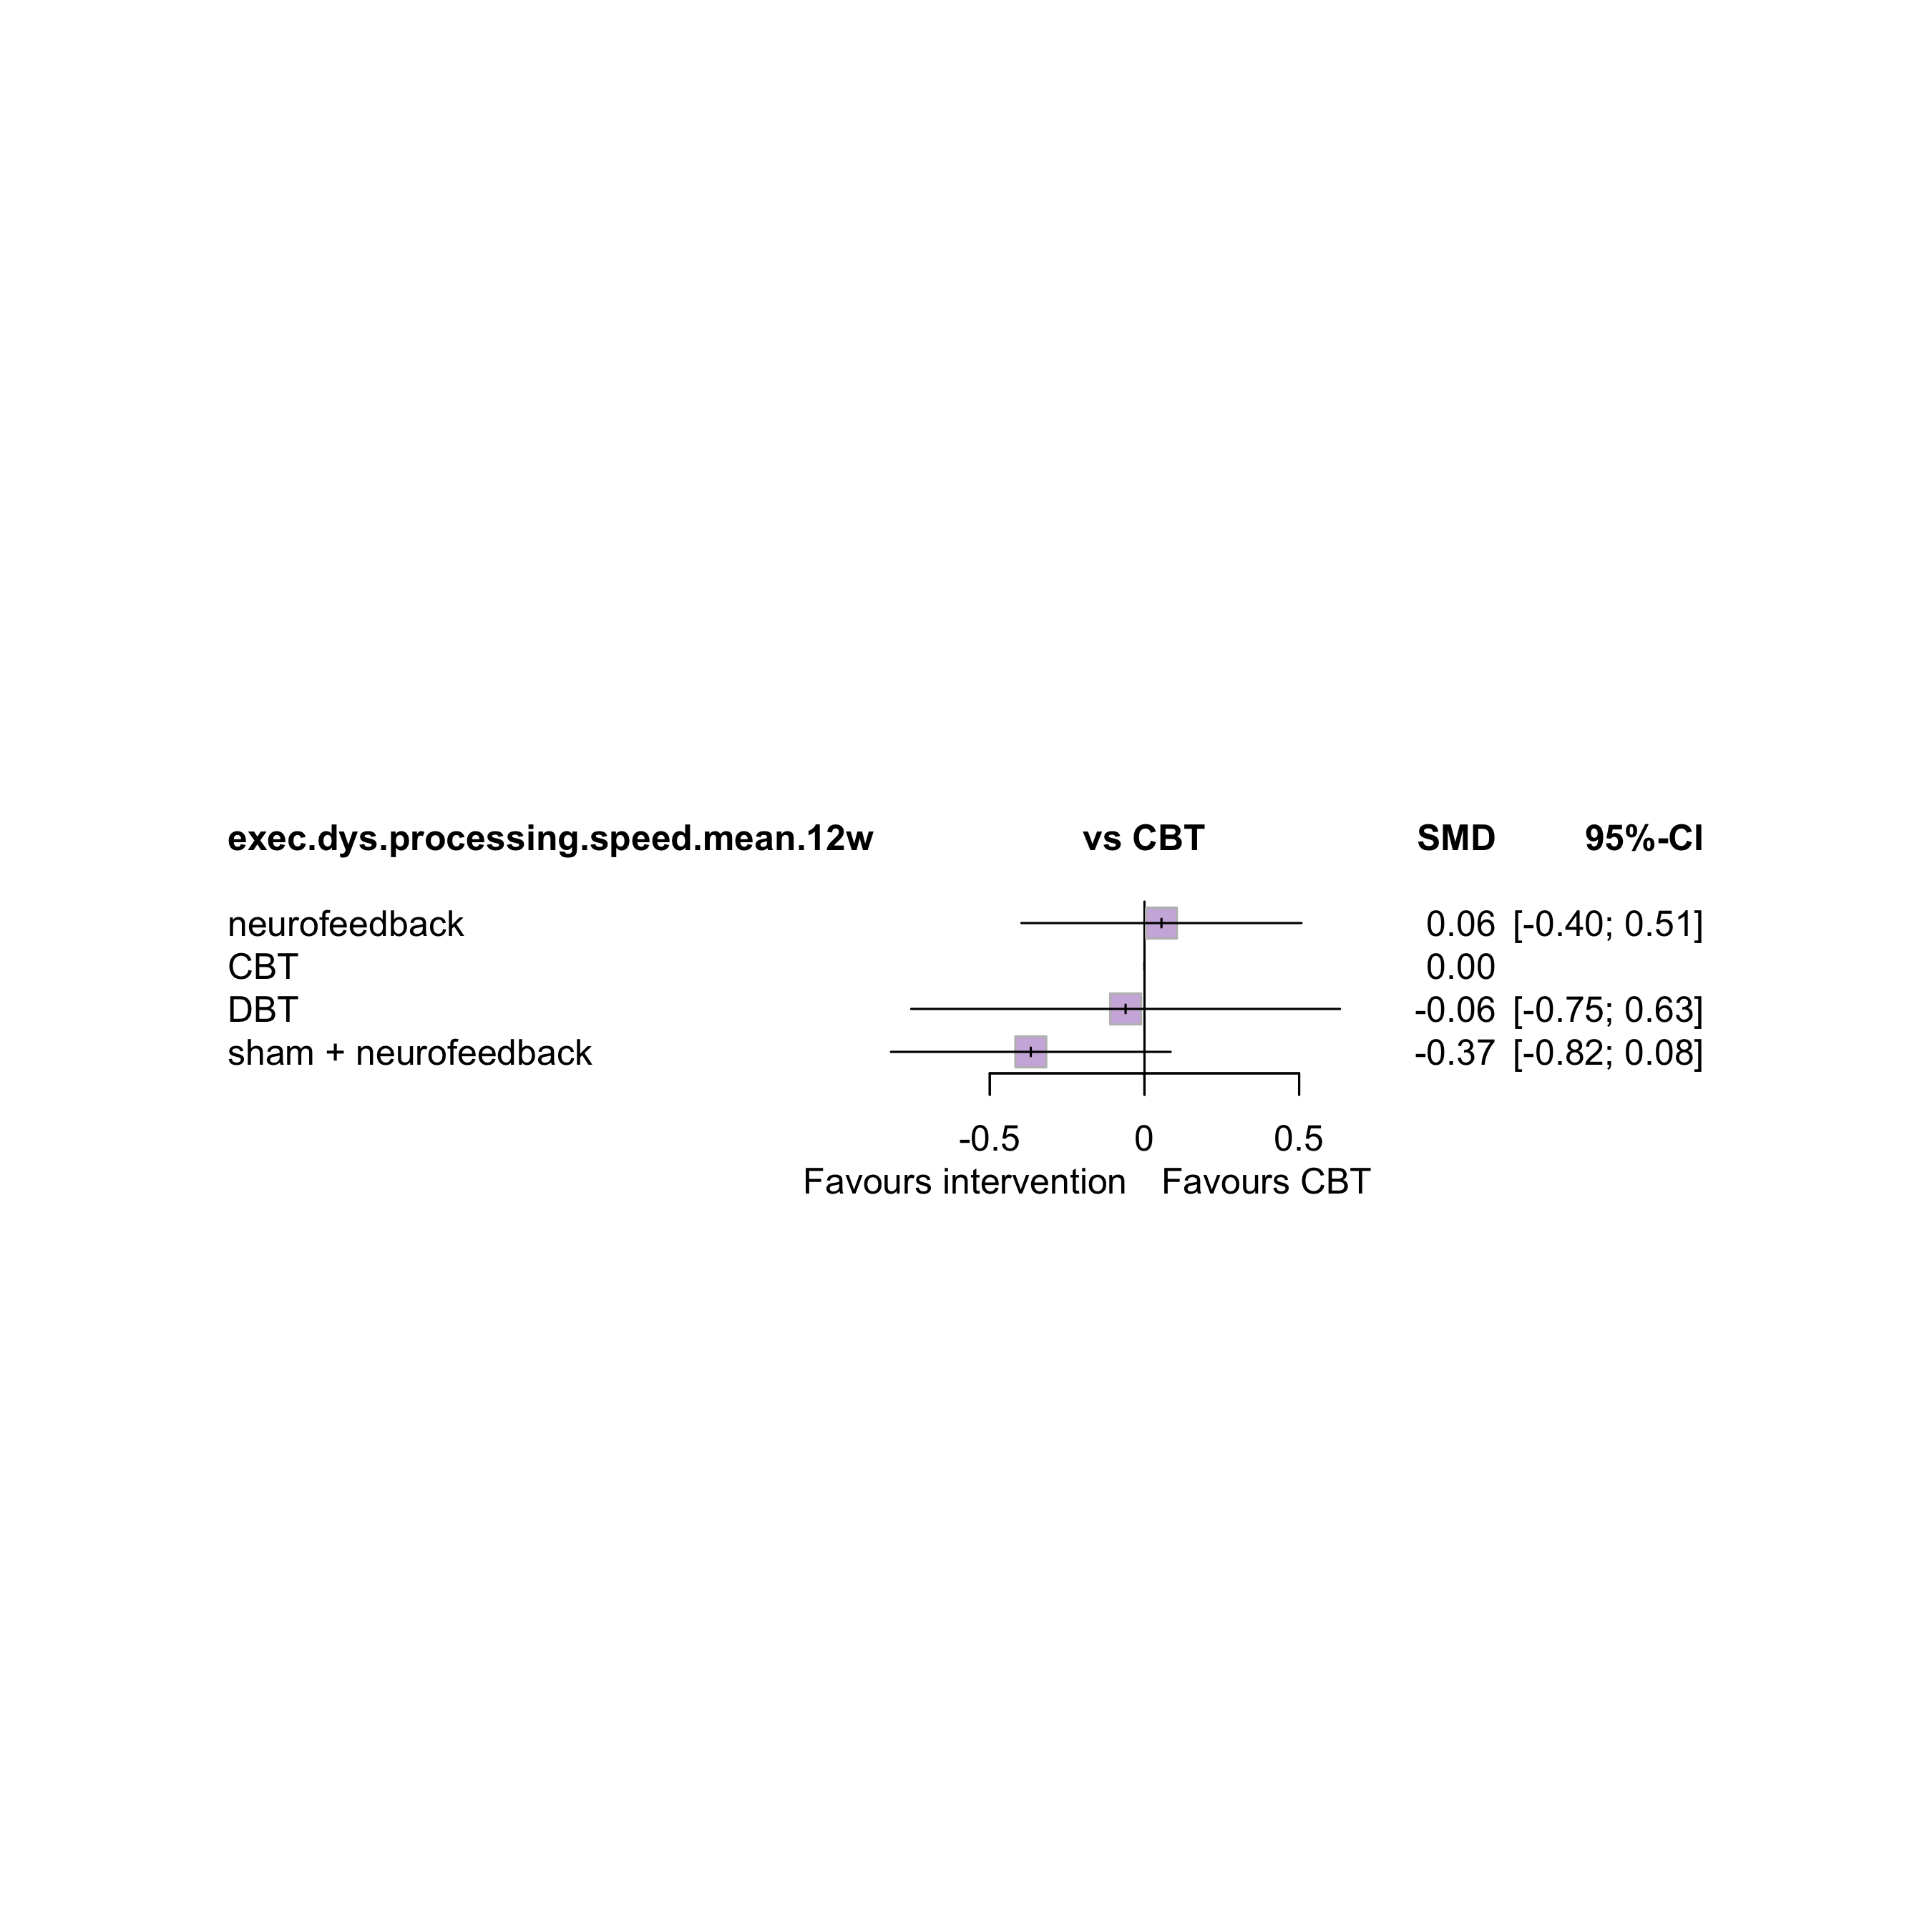 exec.dys.processing.speed.mean.12w vs CBT SMD 95%-CI
neurofeedback 0.06 [-0.40; 0.51]
CBT 0.00
DBT -0.06 [-0.75; 0.63]
sham + neurofeedback -0.37 [-0.82; 0.08]
-0.5 0 0.5
Favours intervention Favours CBT